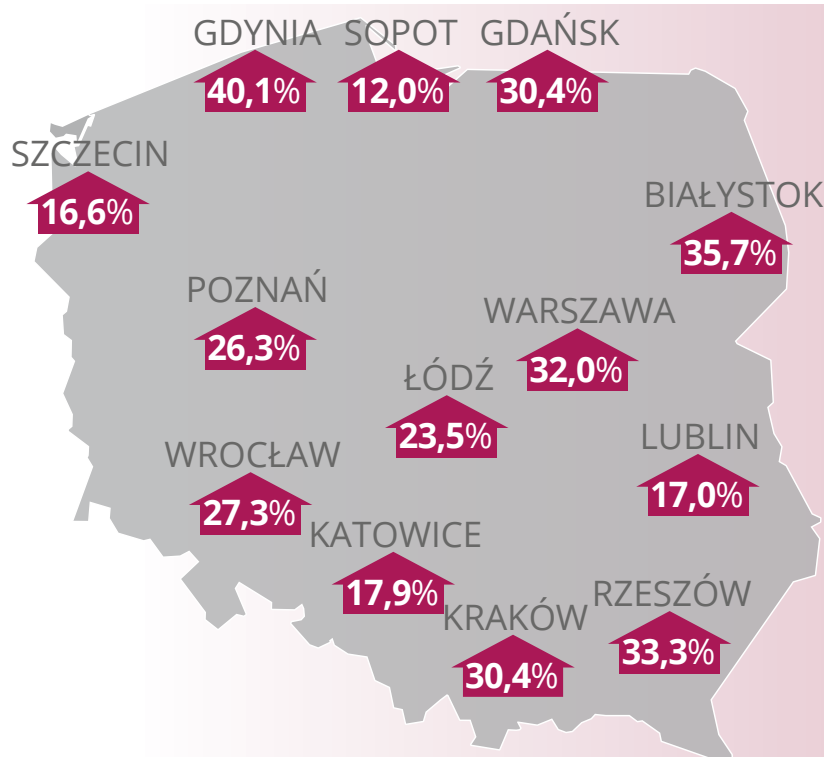 GDYNIA SOPOT GDAŃSK
40,1% 12,0% 30,4%
SZCZECIN
16,6%
BIAŁYSTOK
35,7%
POZNAŃ
26,3%
WARSZAWA
32,0%
ŁÓDŹ
23,5%
LUBLIN
17,0%
WROCŁAW
27,3%
KATOWICE
17,9%
RZESZÓW
33,3%
KRAKÓW
30,4%